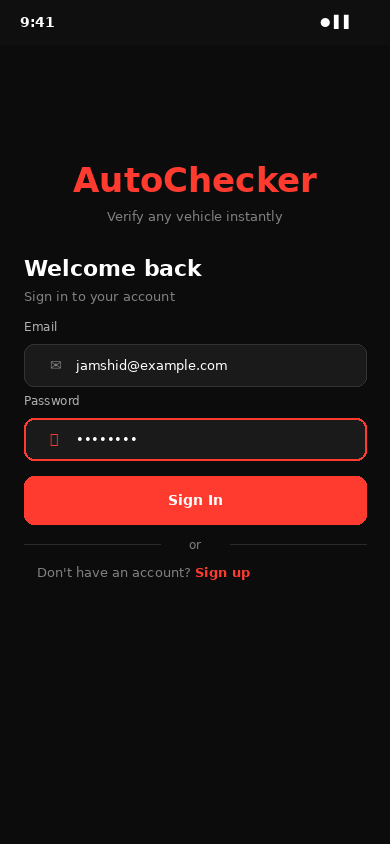 9:41
AutoChecker
Verify any vehicle instantly
Welcome back
Sign in to your account
Email
✉ jamshid@example.com
Password
••••••••
Sign In
or
Don't have an account? Sign up